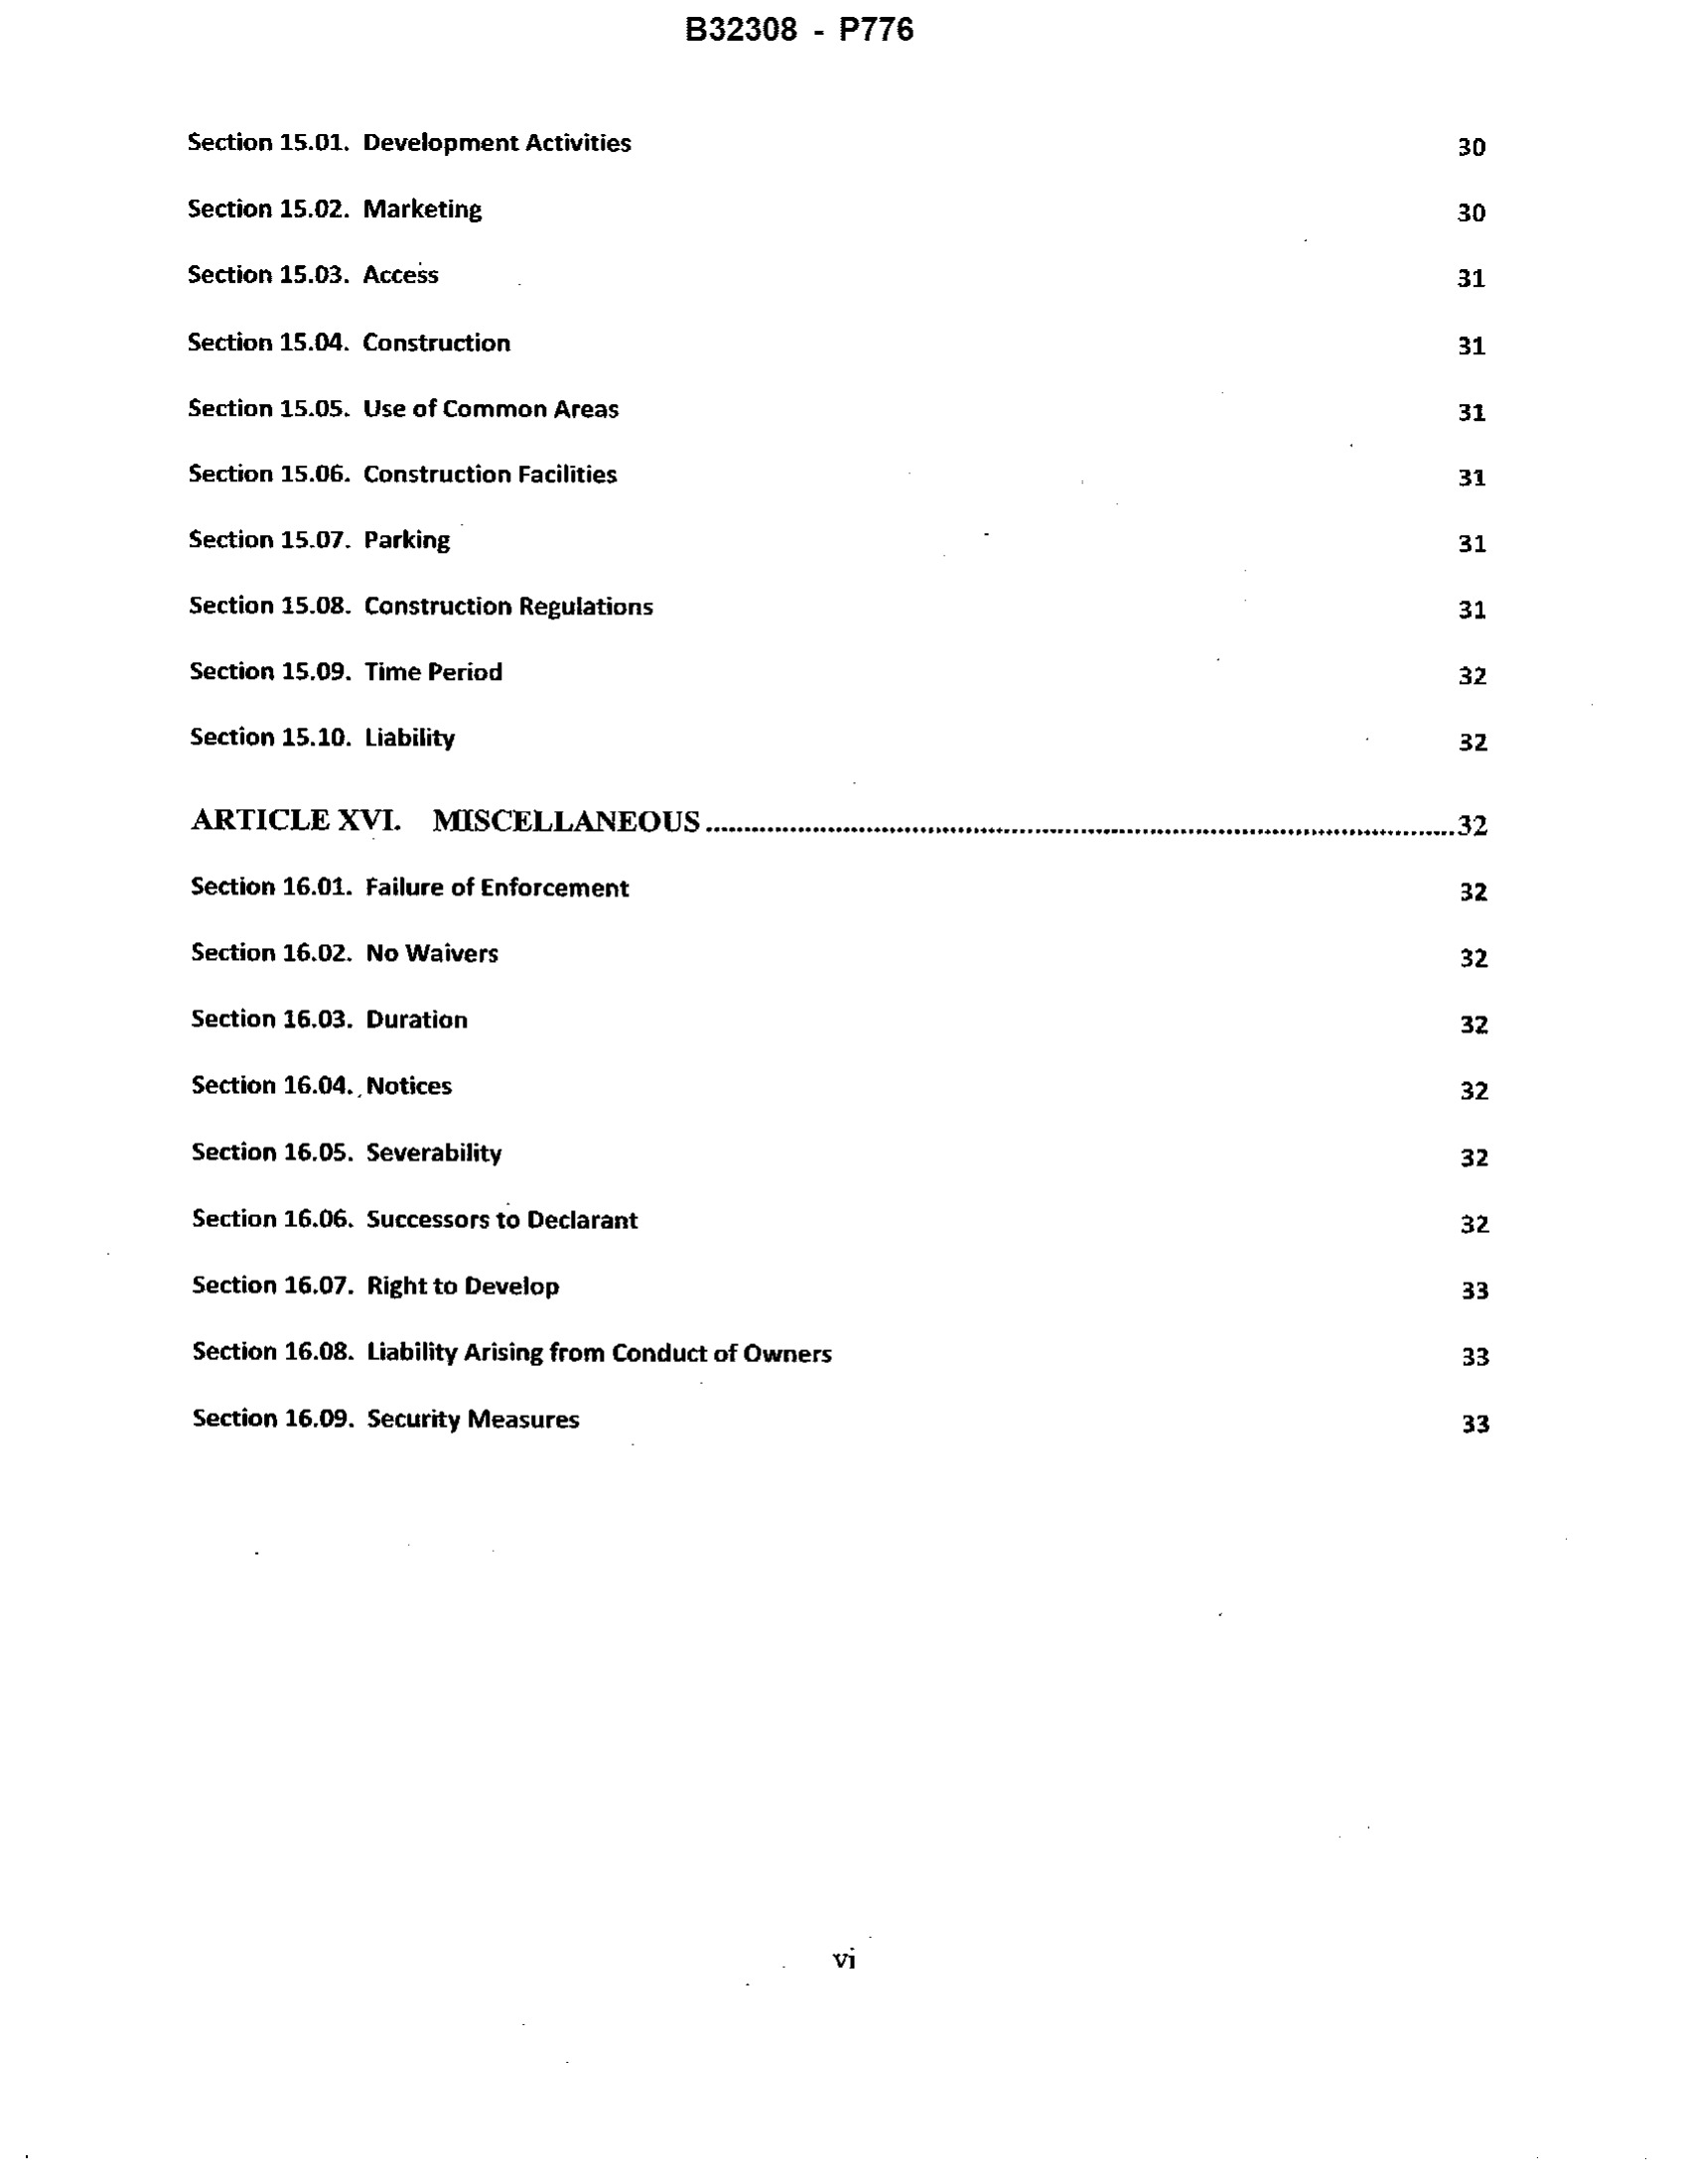 B32308 - P776
Section 15.01. Development Activities 30
Section 15.02. Marketing 30
Section 15.03. Access 31
Section 15.04. Construction 31
Section 15.05. Use of Common Areas 31
Section 15.06. Construction Facilities 31
Section 15.07. Parking 31
Section 15.08. Construction Regulations 31
Section 15.09. Time Period 32
Section 15.10. Liability 32
ARTICLE XVI. MISCELLANEOUS........................................................................................32
Section 16.01. Failure of Enforcement 32
Section 16.02. No Waivers 32
Section 16.03. Duration 32
Section 16.04. Notices 32
Section 16.05. Severability 32
Section 16.06. Successors to Declarant 32
Section 16.07. Right to Develop 33
Section 16.08. Liability Arising from Conduct of Owners 33
Section 16.09. Security Measures 33
vi